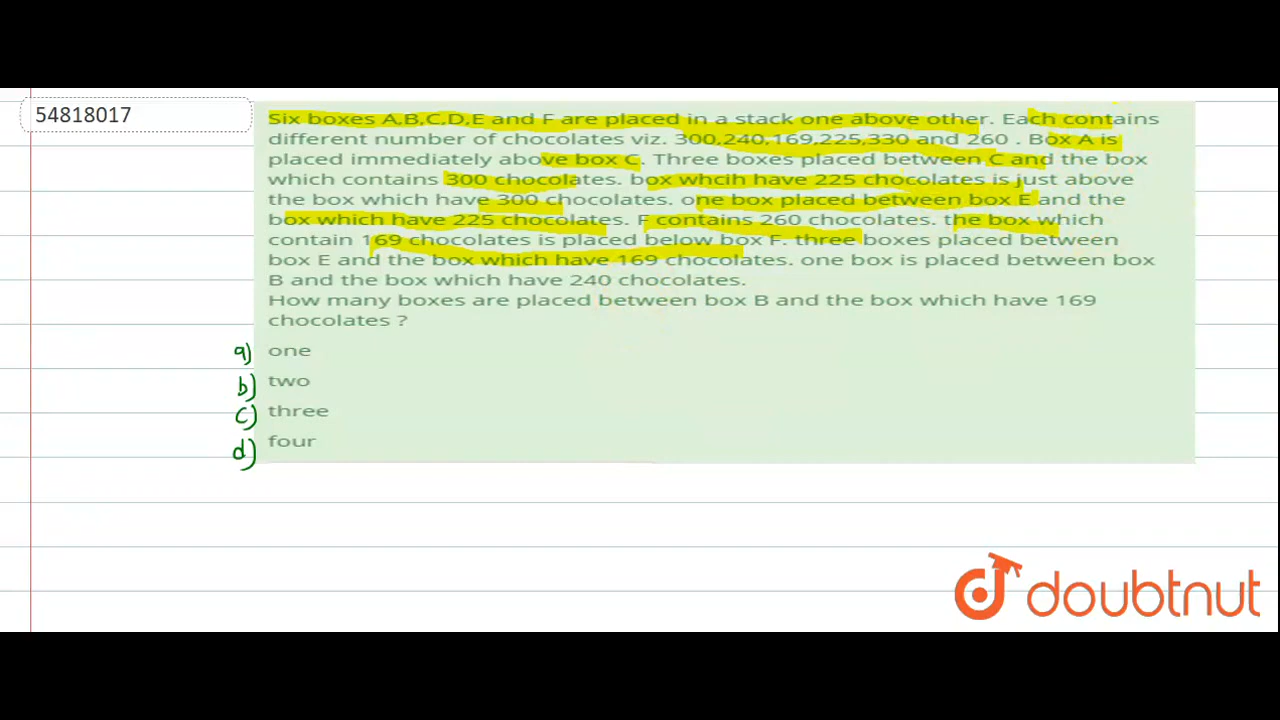 54818017
Six boxes A,B,C,D,E and F are placed in a stack one above other. Each contains
different number of chocolates viz. 300,240,169,225,330 and 260 . Box A is
placed immediately above box C. Three boxes placed between C and the box
which contains 300 chocolates. box whcih have 225 chocolates is just above
the box which have 300 chocolates. one box placed between box E and the
box which have 225 chocolates. F contains 260 chocolates. the box which
contain 169 chocolates is placed below box F. three boxes placed between
box E and the box which have 169 chocolates. one box is placed between box
B and the box which have 240 chocolates.
How many boxes are placed between box B and the box which have 169
chocolates ?
a) one
b) two
c) three
d) four
doubtnut